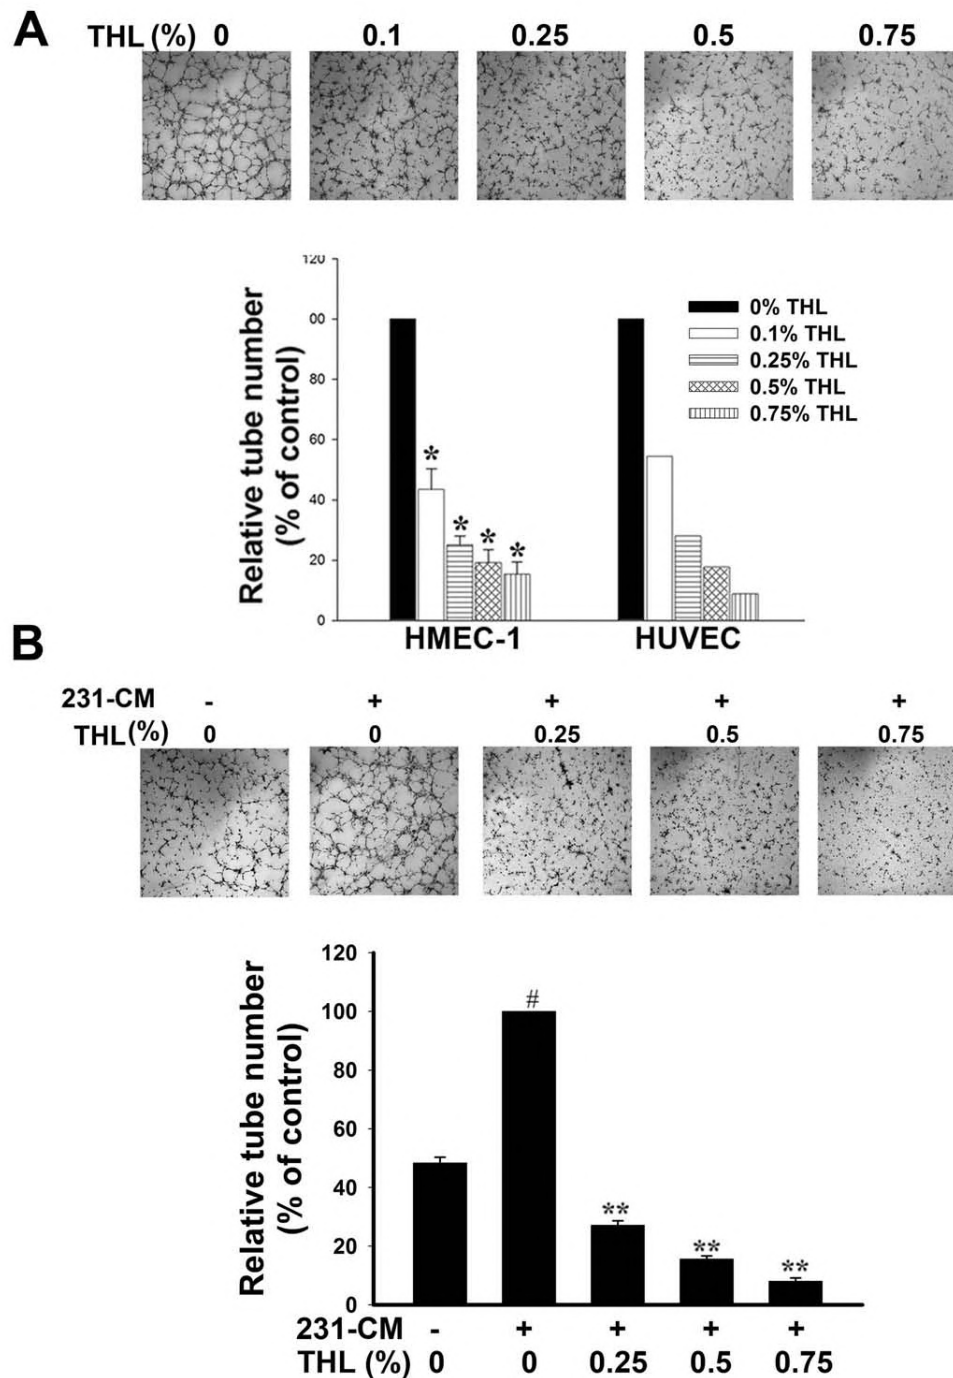 A
THL (%) 0 0.1 0.25 0.5 0.75
Relative tube number
(% of control)
120
00
80
60
40
20
0
* * * *
0% THL
0.1% THL
0.25% THL
0.5% THL
0.75% THL
HMEC-1 HUVEC
B
231-CM - + + + +
THL (%) 0 0 0.25 0.5 0.75
Relative tube number
(% of control)
120
100
80
60
40
20
0
# ** ** **
231-CM - + + + +
THL (%) 0 0 0.25 0.5 0.75